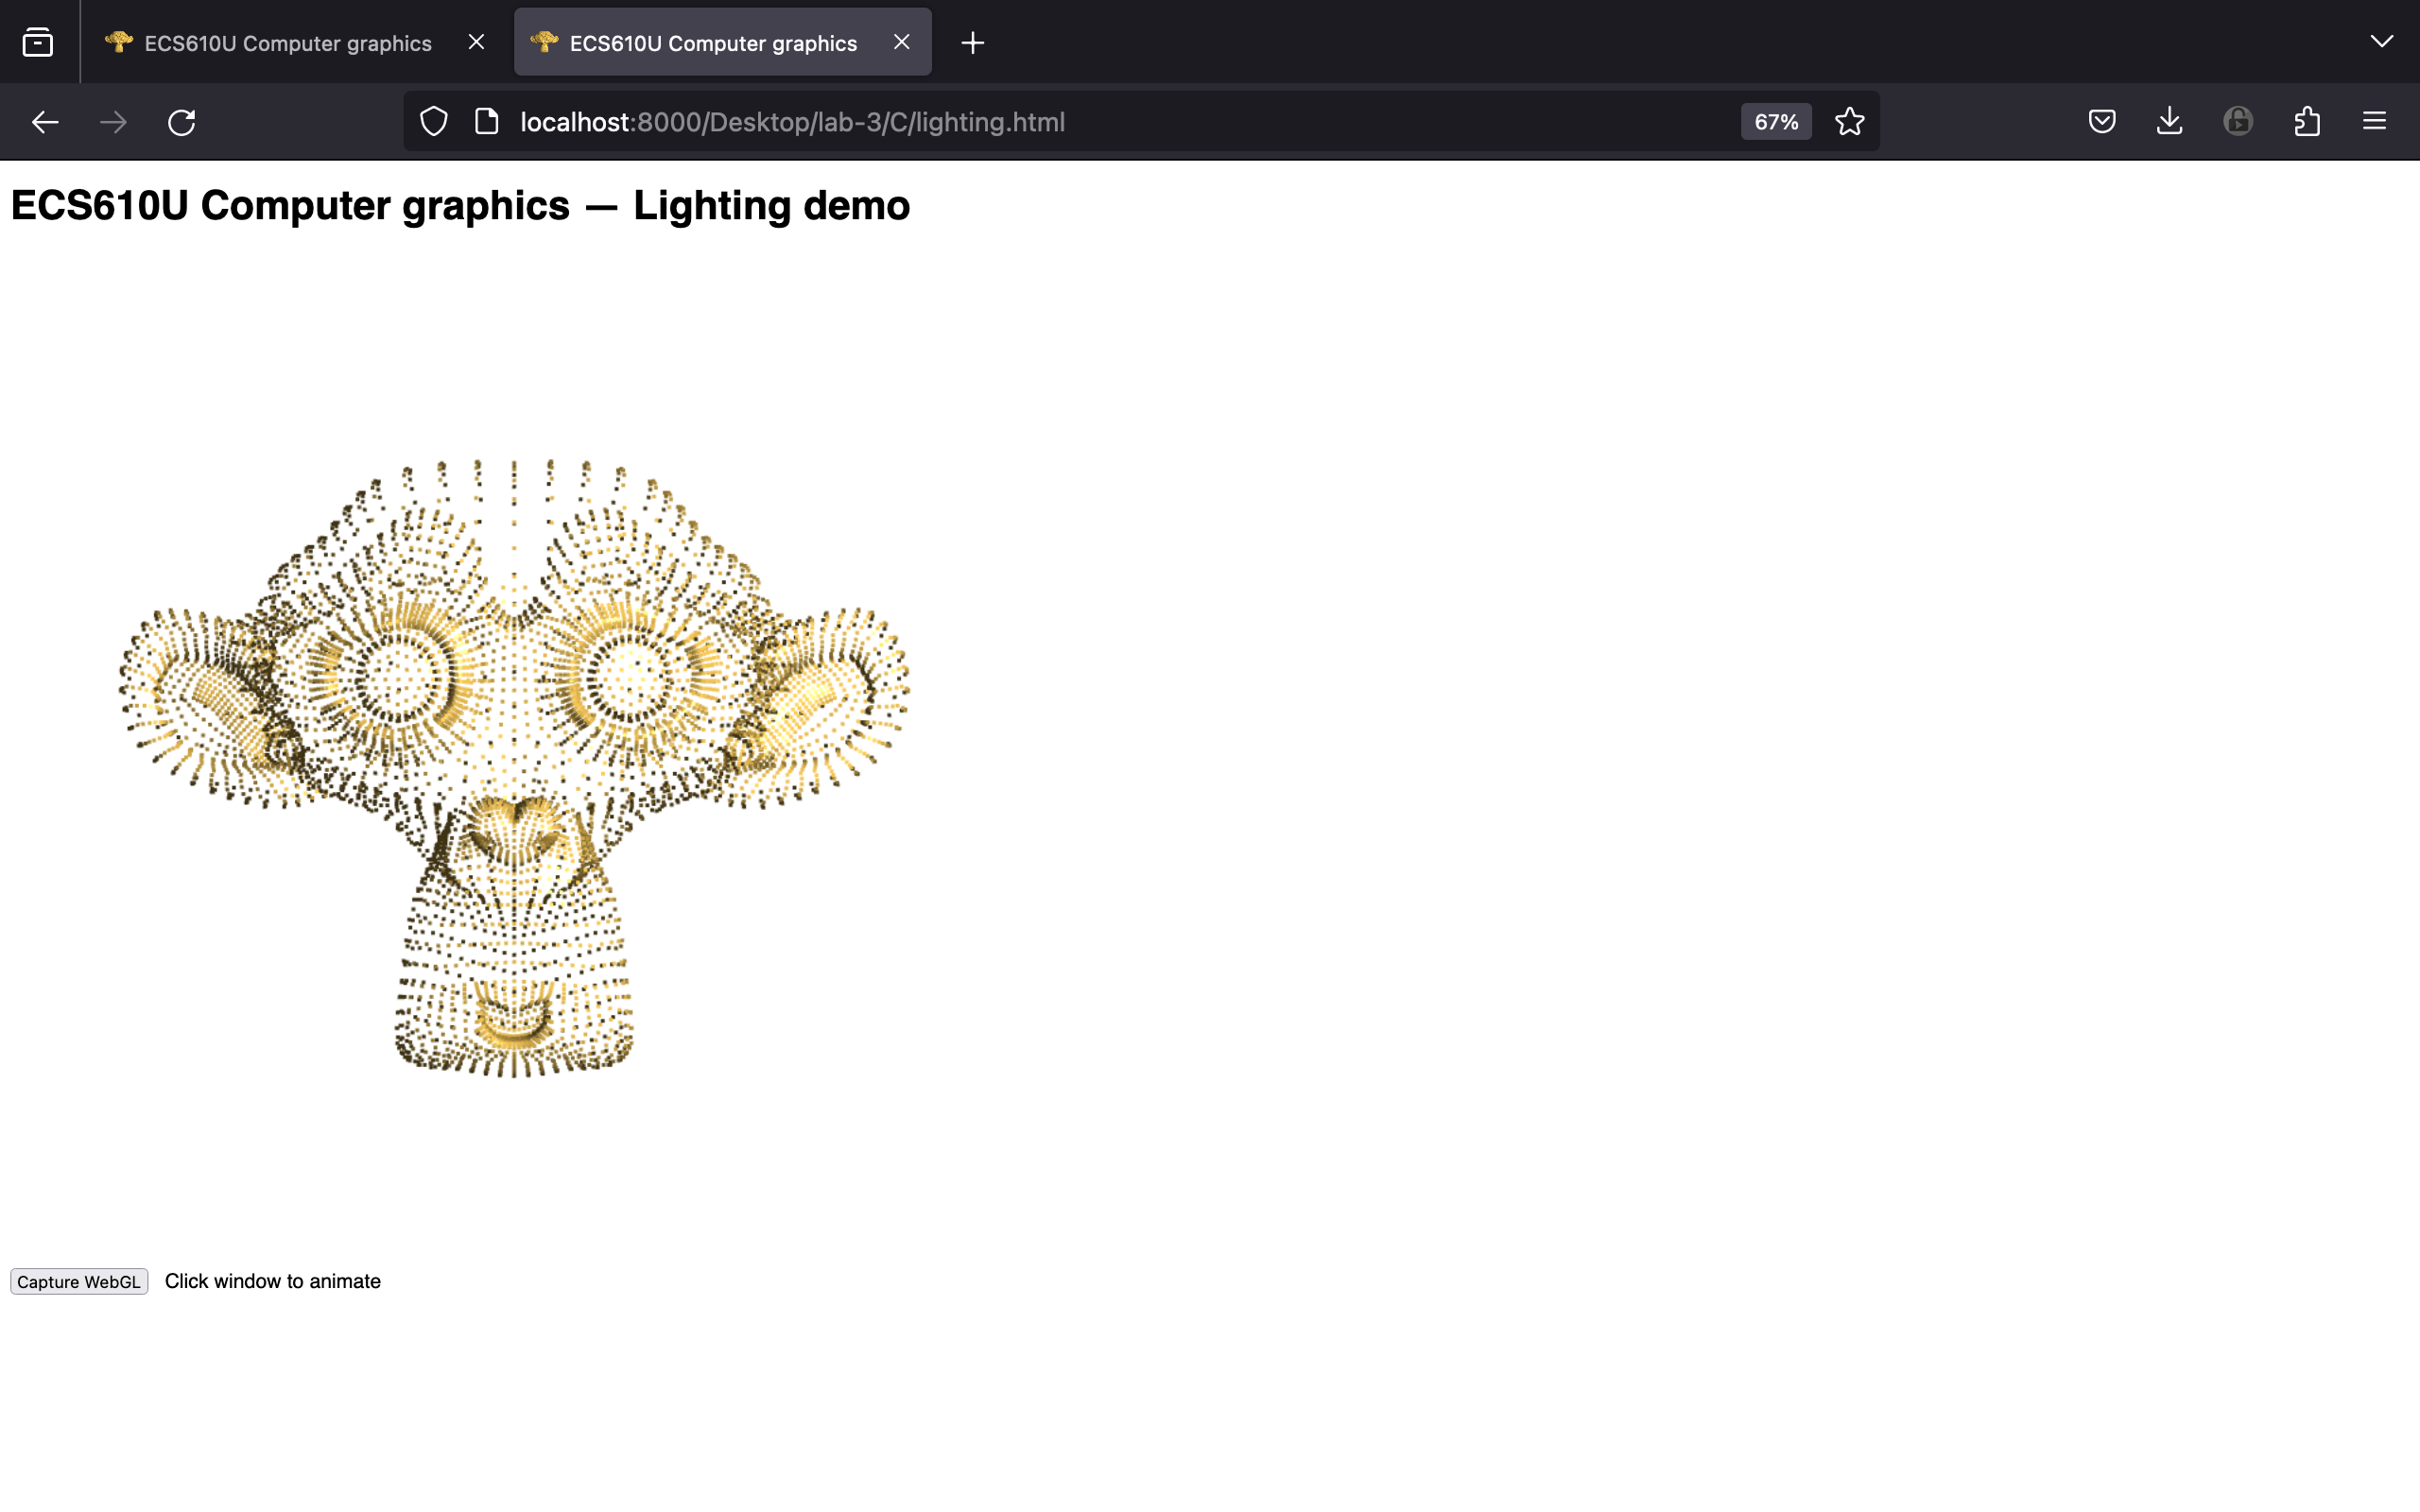 ECS610U Computer graphics
ECS610U Computer graphics
localhost:8000/Desktop/lab-3/C/lighting.html
67%
ECS610U Computer graphics — Lighting demo
Capture WebGL
Click window to animate